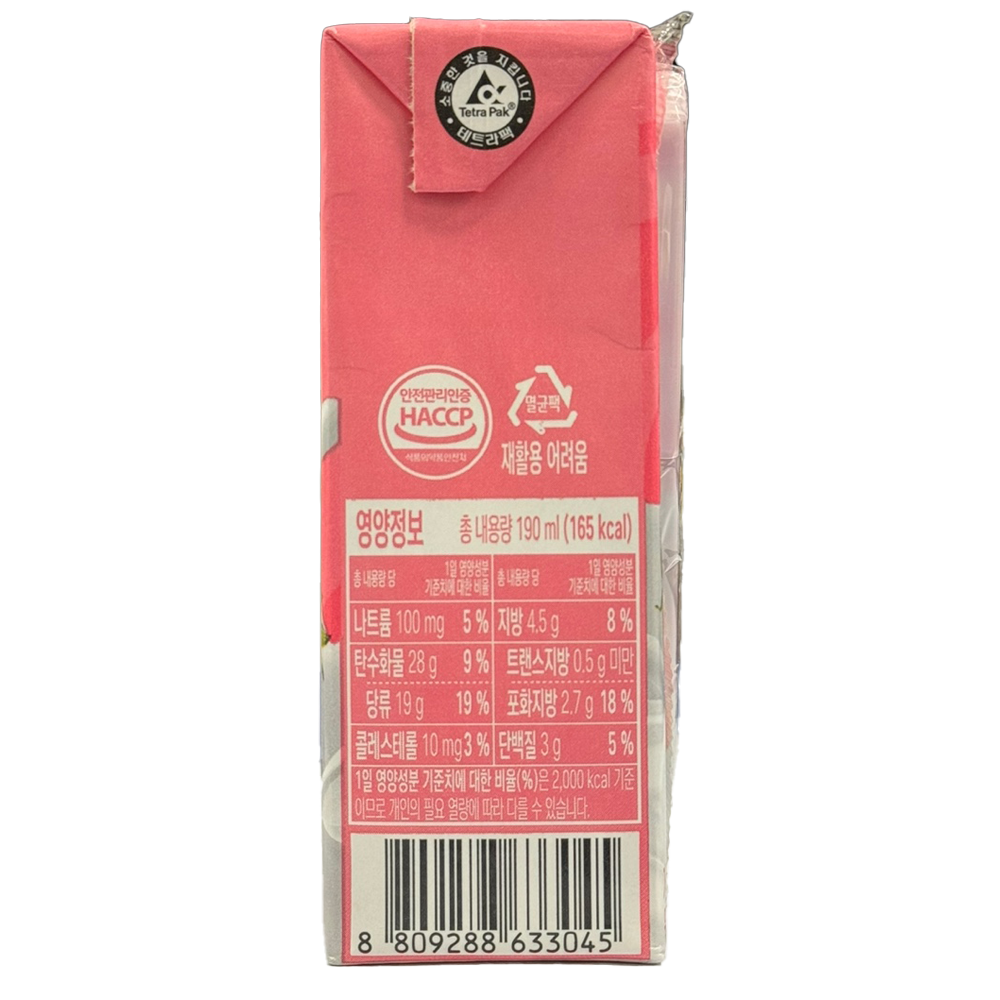 소중한 것을 지킵니다
Tetra Pak®
테트라팩
안전관리인증
HACCP
식품의약품안전처
멸균팩
재활용 어려움
영양정보 총 내용량 190 ml (165 kcal)
총 내용량 당 1일 영양성분 기준치에 대한 비율 총 내용량 당 1일 영양성분 기준치에 대한 비율
나트륨 100 mg 5 % 지방 4.5 g 8 %
탄수화물 28 g 9 % 트랜스지방 0.5 g 미만
당류 19 g 19 % 포화지방 2.7 g 18 %
콜레스테롤 10 mg 3 % 단백질 3 g 5 %
1일 영양성분 기준치에 대한 비율(%)은 2,000 kcal 기준
이므로 개인의 필요 열량에 따라 다를 수 있습니다.
8 809288 633045